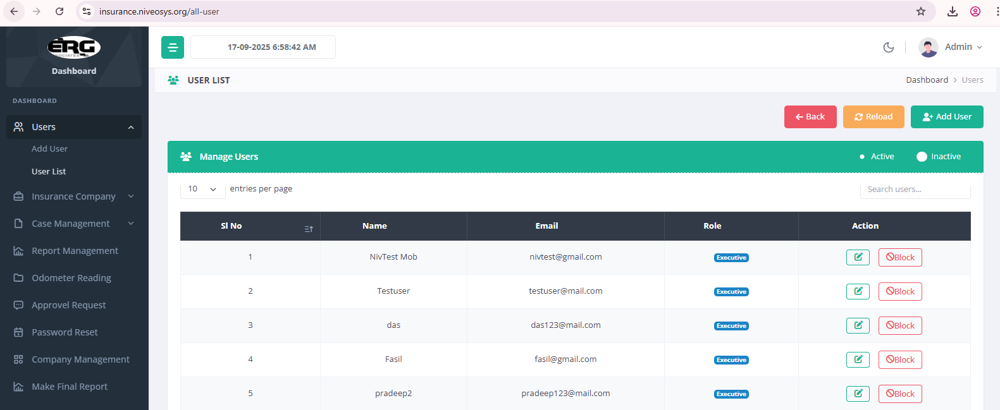 insurance.niveosys.org/all-user
ERG
SOCIATES
Dashboard
17-09-2025 6:58:42 AM
Admin
USER LIST
Dashboard > Users
DASHBOARD
Users
Add User
User List
Insurance Company
Case Management
Report Management
Odometer Reading
Approvel Request
Password Reset
Company Management
Make Final Report
Back Reload Add User
Manage Users
Active Inactive
10 entries per page
Search users...
Sl No Name Email Role Action
1 NivTest Mob nivtest@gmail.com Executive Block
2 Testuser testuser@mail.com Executive Block
3 das das123@mail.com Executive Block
4 Fasil fasil@gmail.com Executive Block
5 pradeep2 pradeep123@mail.com Executive Block